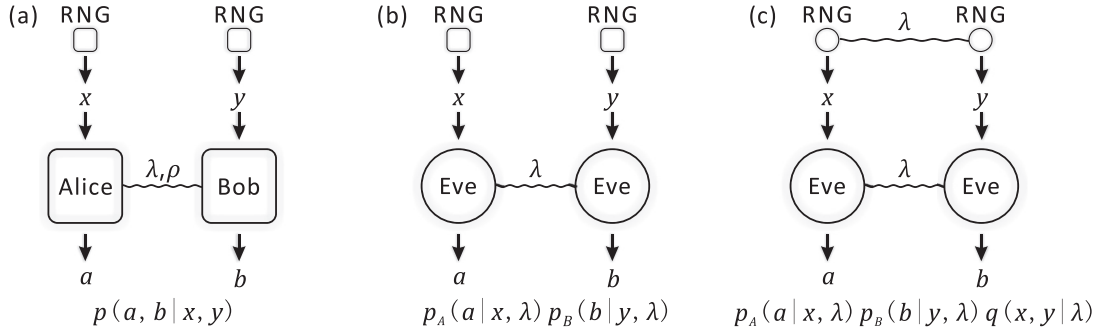 (a) RNG RNG
x y
λ,ρ
Alice Bob
a b
p(a, b|x, y)
(b) RNG RNG
x y
λ
Eve Eve
a b
p_A(a|x, λ) p_B(b|y, λ)
(c) RNG RNG
λ
x y
λ
Eve Eve
a b
p_A(a|x, λ) p_B(b|y, λ) q(x, y|λ)